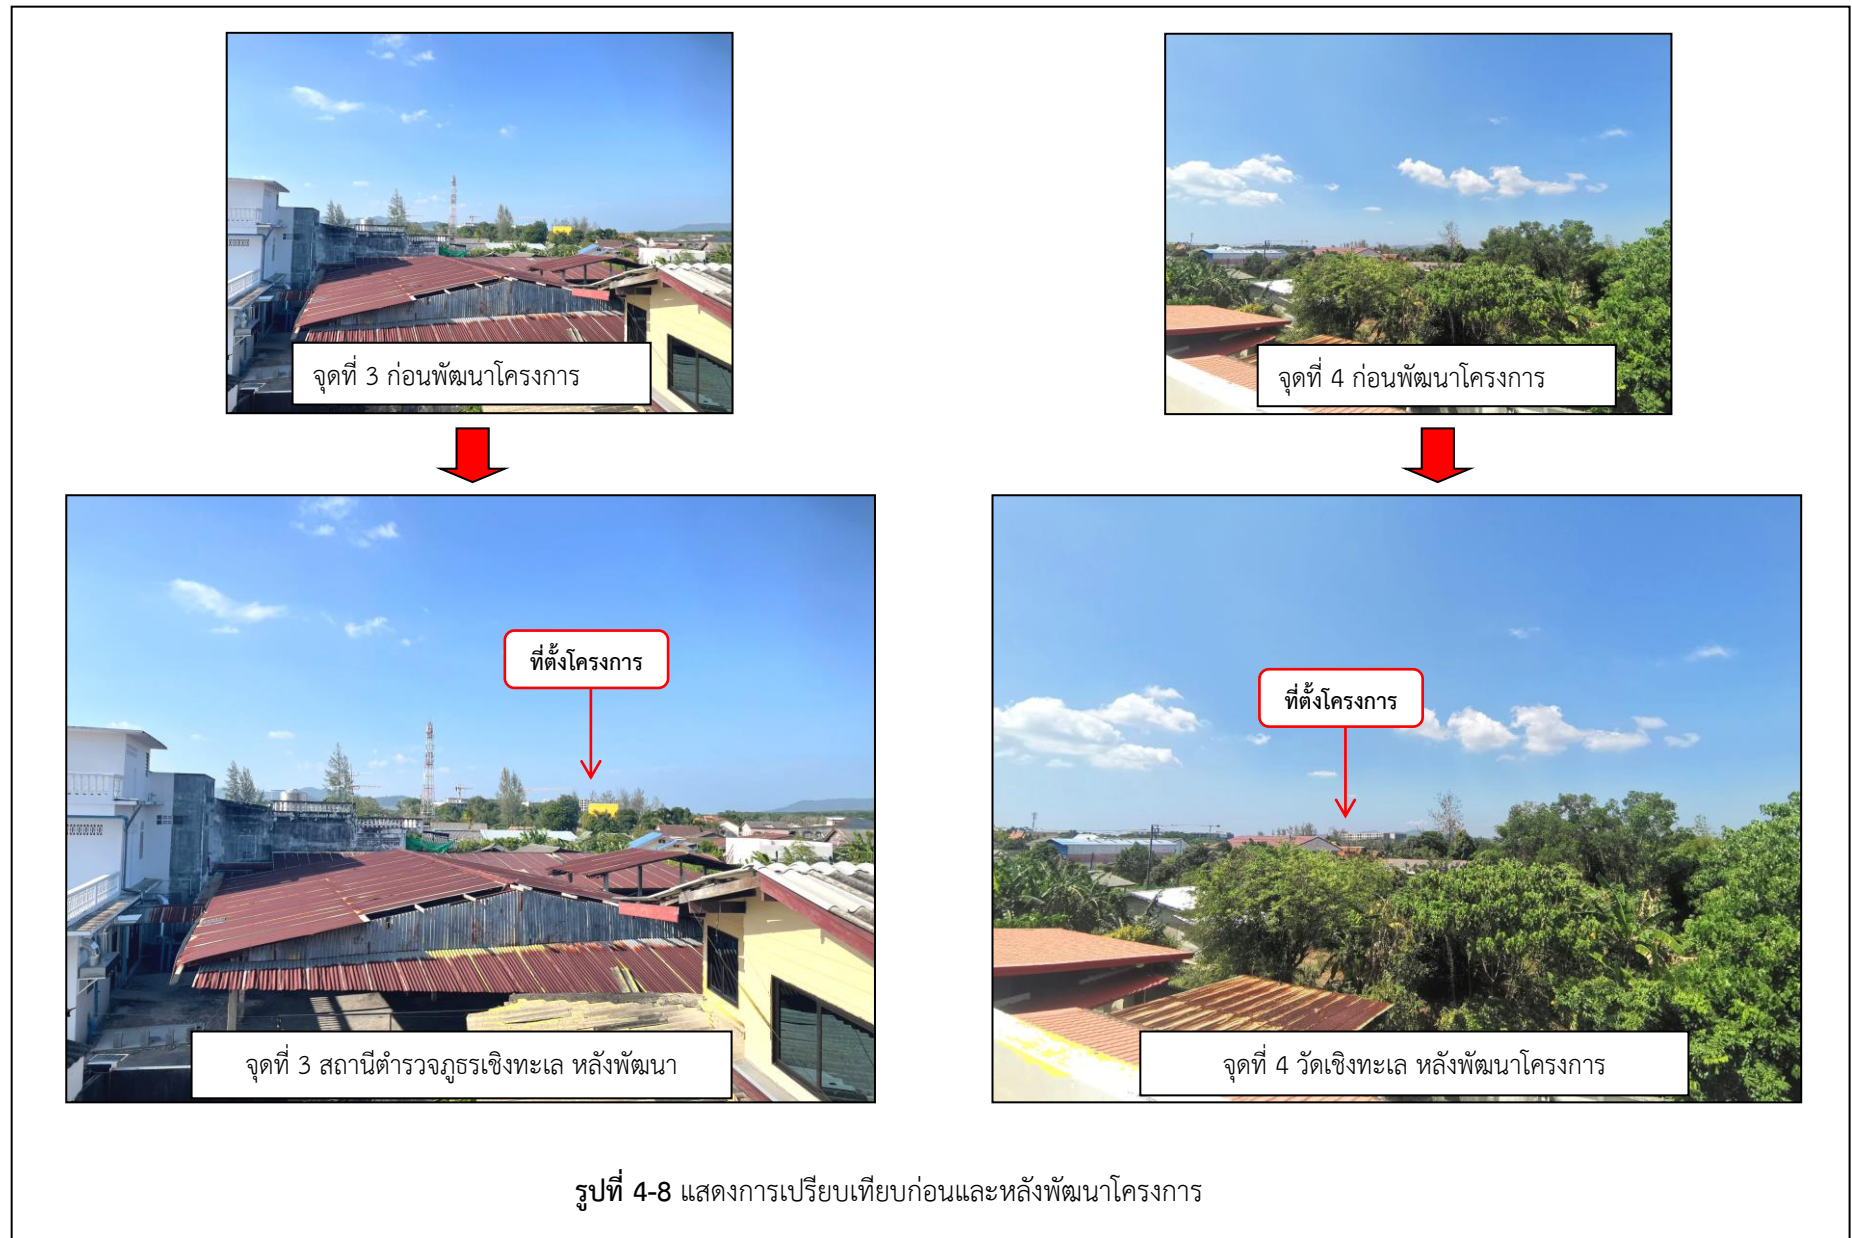 จุดที่ 3 ก่อนพัฒนาโครงการ
จุดที่ 4 ก่อนพัฒนาโครงการ
ที่ตั้งโครงการ
ที่ตั้งโครงการ
จุดที่ 3 สถานีตำรวจภูธรเชิงทะเล หลังพัฒนา
จุดที่ 4 วัดเชิงทะเล หลังพัฒนาโครงการ
รูปที่ 4-8 แสดงการเปรียบเทียบก่อนและหลังพัฒนาโครงการ